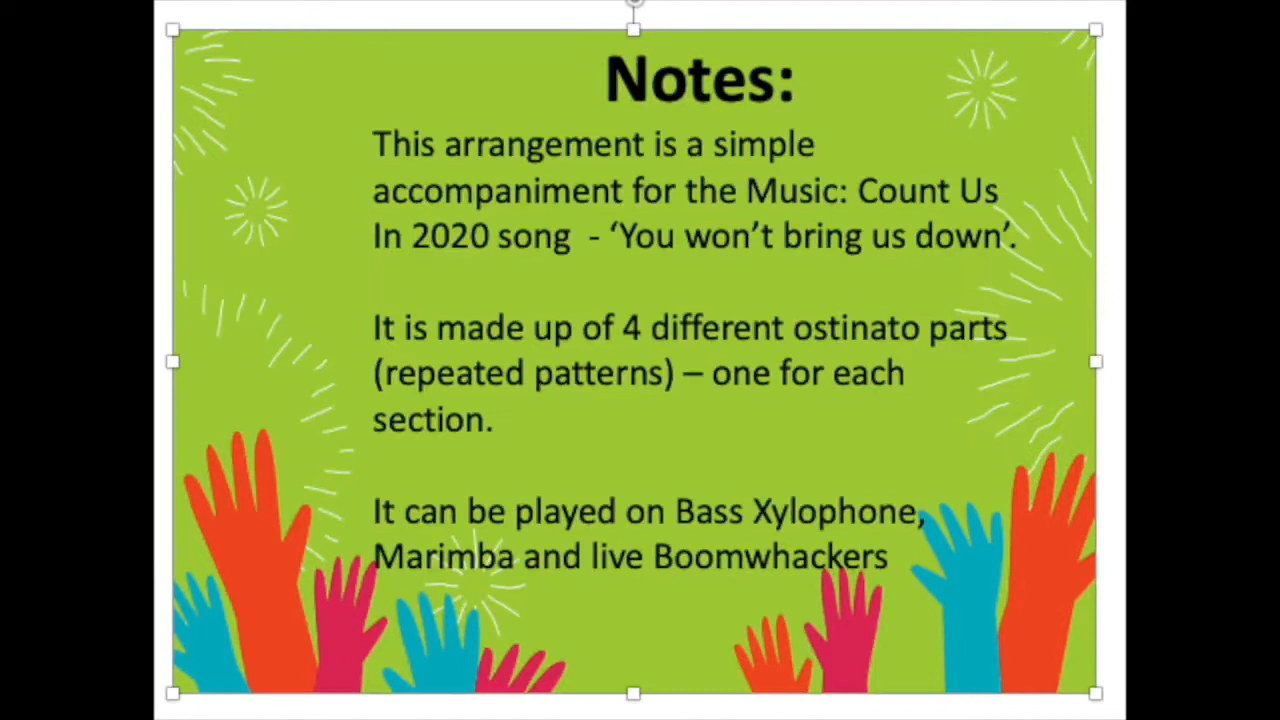 Notes:
This arrangement is a simple
accompaniment for the Music: Count Us
In 2020 song  - ‘You won’t bring us down’.
It is made up of 4 different ostinato parts
(repeated patterns) – one for each
section.
It can be played on Bass Xylophone,
Marimba and live Boomwhackers